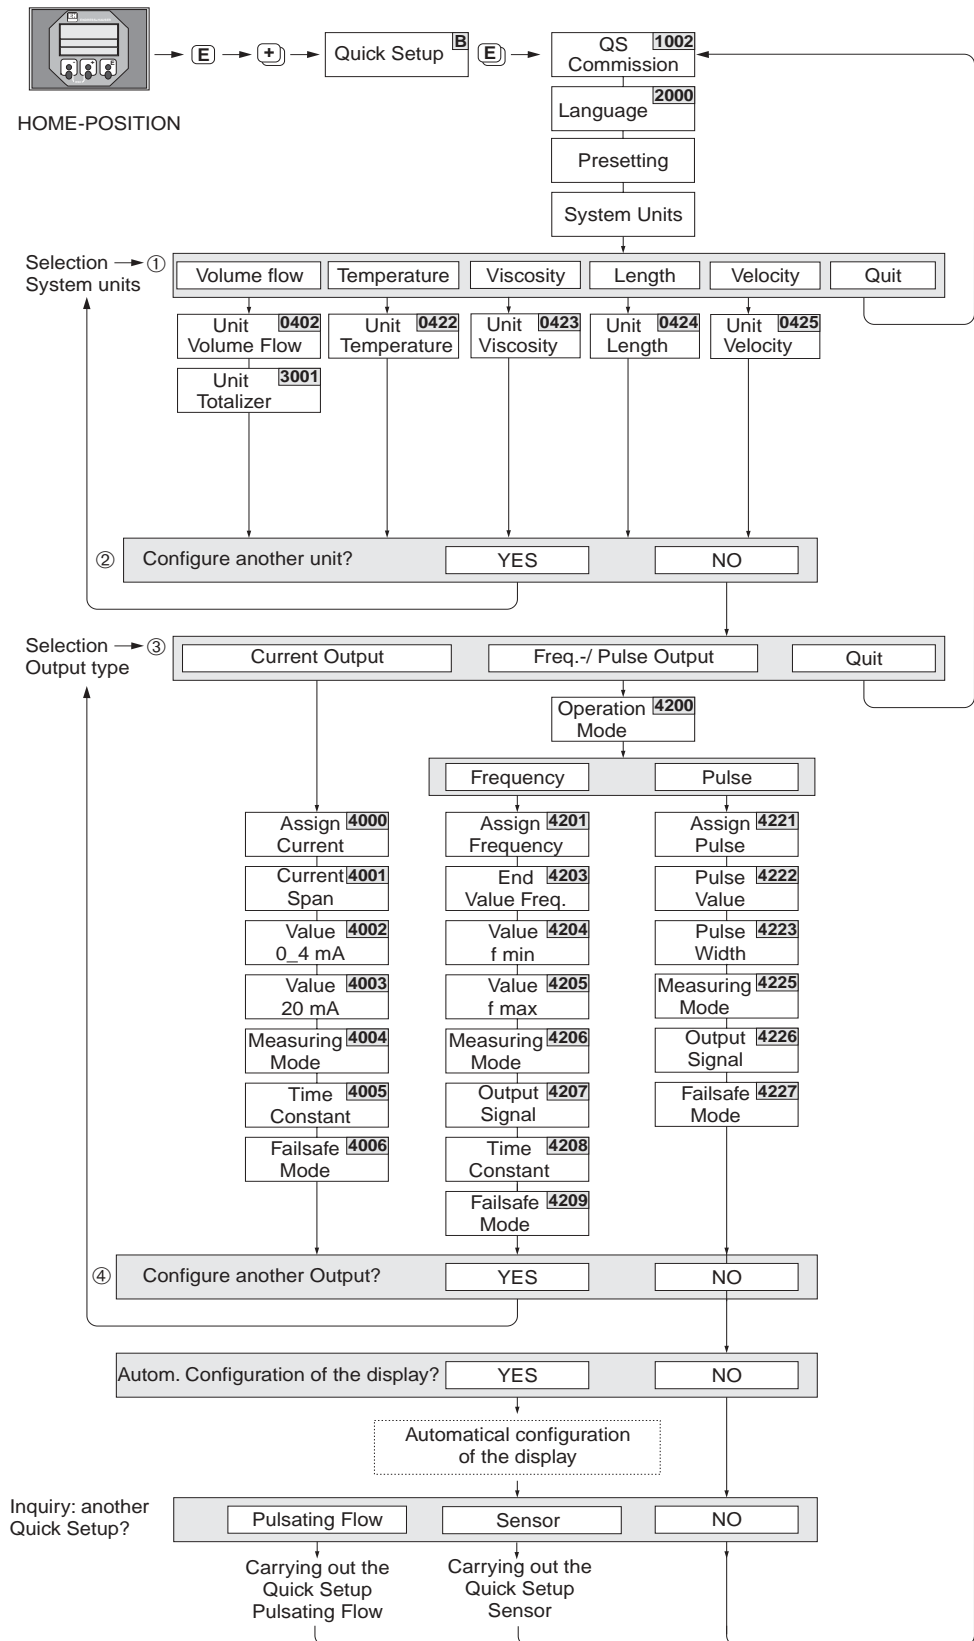 E
+
Quick Setup B
E
QS 1002
Commission
HOME-POSITION
Language 2000
Presetting
System Units
Selection ①
System units
Volume flow Temperature Viscosity Length Velocity Quit
Unit 0402
Volume Flow
Unit 0422
Temperature
Unit 0423
Viscosity
Unit 0424
Length
Unit 0425
Velocity
Unit 3001
Totalizer
② Configure another unit? YES NO
Selection ③
Output type
Current Output Freq.-/ Pulse Output Quit
Operation 4200
Mode
Frequency Pulse
Assign 4000
Current
Current 4001
Span
Value 4002
0_4 mA
Value 4003
20 mA
Measuring 4004
Mode
Time 4005
Constant
Failsafe 4006
Mode
Assign 4201
Frequency
End 4203
Value Freq.
Value 4204
f min
Value 4205
f max
Measuring 4206
Mode
Output 4207
Signal
Time 4208
Constant
Failsafe 4209
Mode
Assign 4221
Pulse
Pulse 4222
Value
Pulse 4223
Width
Measuring 4225
Mode
Output 4226
Signal
Failsafe 4227
Mode
④ Configure another Output? YES NO
Autom. Configuration of the display? YES NO
Automatical configuration
of the display
Inquiry: another
Quick Setup?
Pulsating Flow Sensor NO
Carrying out the
Quick Setup
Pulsating Flow
Carrying out the
Quick Setup
Sensor